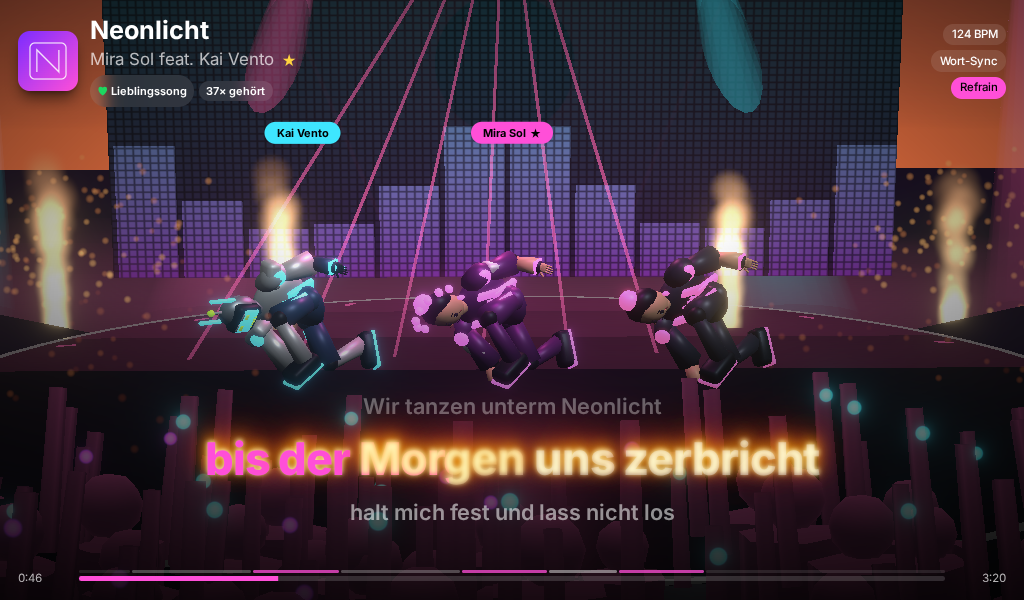 N
Neonlicht
Mira Sol feat. Kai Vento ★
Lieblingssong
37× gehört
124 BPM
Wort-Sync
Refrain
Kai Vento
Mira Sol ★
Wir tanzen unterm Neonlicht
bis der Morgen uns zerbricht
halt mich fest und lass nicht los
0:46
3:20